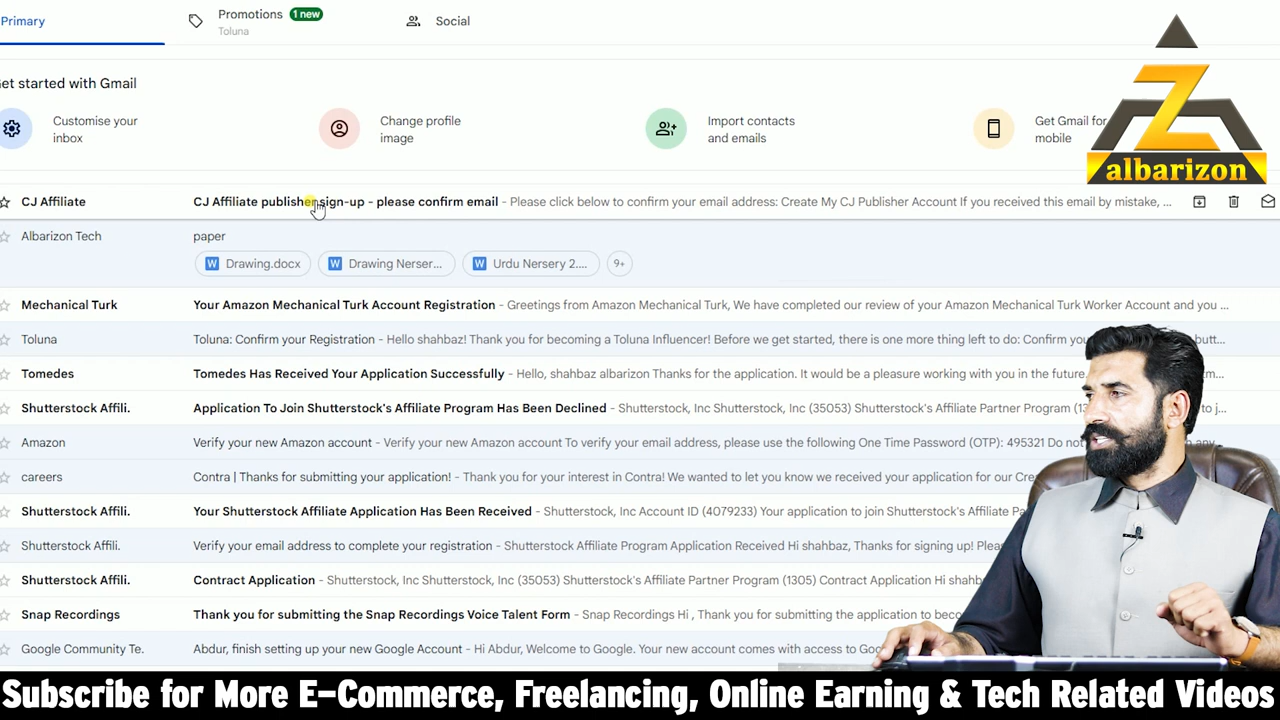 Primary
Promotions 1 new
Toluna
Social
et started with Gmail
Customise your
inbox
Change profile
image
Import contacts
and emails
Get Gmail for
mobile
Z
albarizon
CJ Affiliate CJ Affiliate publisher sign-up - please confirm email - Please click below to confirm your email address: Create My CJ Publisher Account If you received this email by mistake, ...
Albarizon Tech paper
Drawing.docx Drawing Nerser... Urdu Nersery 2.... 9+
Mechanical Turk Your Amazon Mechanical Turk Account Registration - Greetings from Amazon Mechanical Turk, We have completed our review of your Amazon Mechanical Turk Worker Account and you ...
Toluna Toluna: Confirm your Registration - Hello shahbaz! Thank you for becoming a Toluna Influencer! Before we get started, there is one more thing left to do: Confirm you butt...
Tomedes Tomedes Has Received Your Application Successfully - Hello, shahbaz albarizon Thanks for the application. It would be a pleasure working with you in the future. m...
Shutterstock Affili. Application To Join Shutterstock's Affiliate Program Has Been Declined - Shutterstock, Inc Shutterstock, Inc (35053) Shutterstock's Affiliate Partner Program (13 to j...
Amazon Verify your new Amazon account - Verify your new Amazon account To verify your email address, please use the following One Time Password (OTP): 495321 Do not any...
careers Contra | Thanks for submitting your application! - Thank you for your interest in Contra! We wanted to let you know we received your application for our Cre
Shutterstock Affili. Your Shutterstock Affiliate Application Has Been Received - Shutterstock, Inc Account ID (4079233) Your application to join Shutterstock's Affiliate Pa
Shutterstock Affili. Verify your email address to complete your registration - Shutterstock Affiliate Program Application Received Hi shahbaz, Thanks for signing up! Plea
Shutterstock Affili. Contract Application - Shutterstock, Inc Shutterstock, Inc (35053) Shutterstock's Affiliate Partner Program (1305) Contract Application Hi shahb
Snap Recordings Thank you for submitting the Snap Recordings Voice Talent Form - Snap Recordings Hi , Thank you for submitting the application to beco
Google Community Te. Abdur, finish setting up your new Google Account - Hi Abdur, Welcome to Google. Your new account comes with access to Goo
Subscribe for More E-Commerce, Freelancing, Online Earning & Tech Related Videos